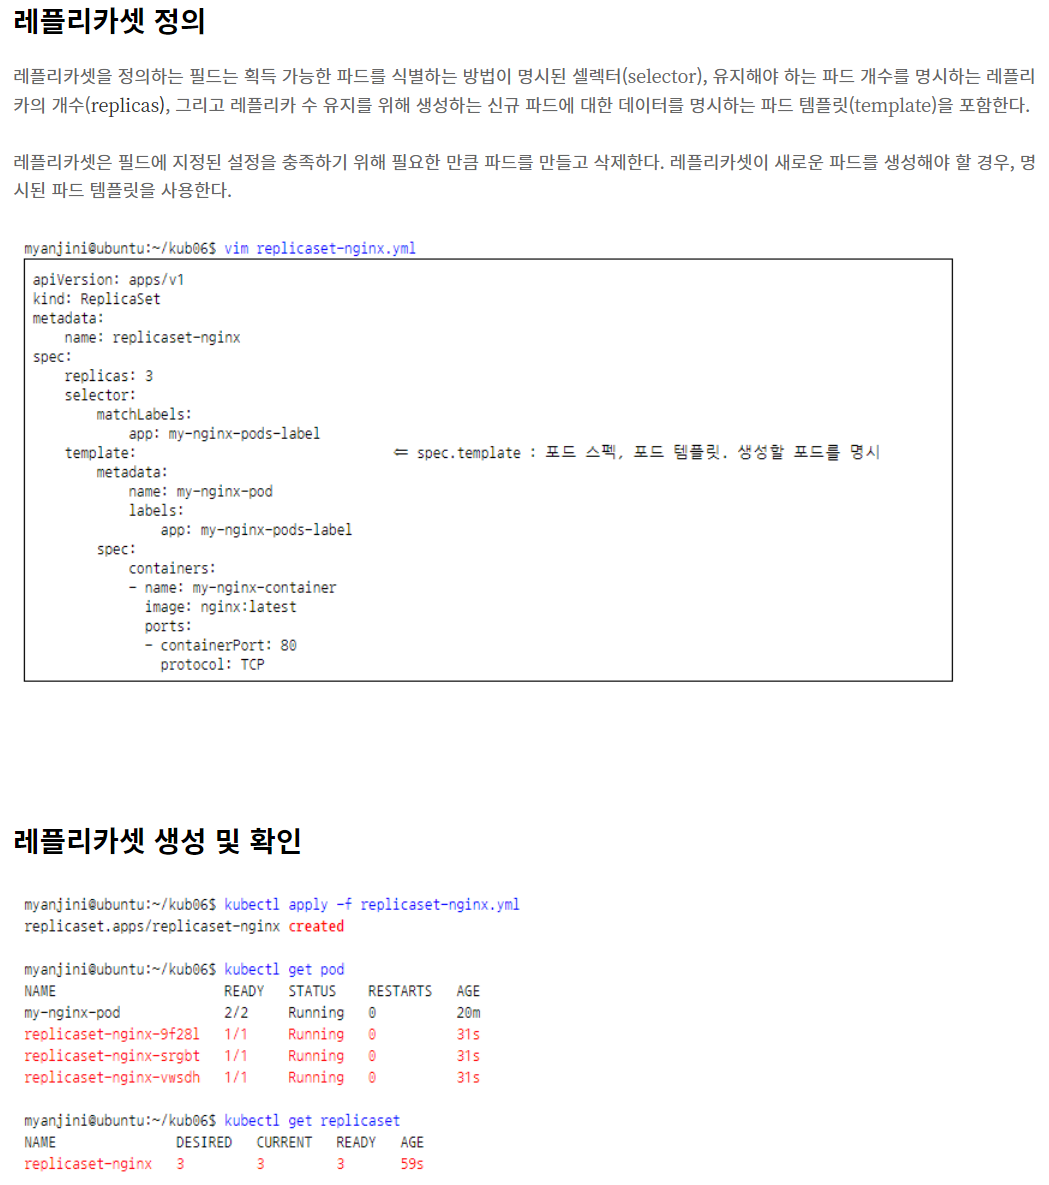 레플리카셋 정의
레플리카셋을 정의하는 필드는 획득 가능한 파드를 식별하는 방법이 명시된 셀렉터(selector), 유지해야 하는 파드 개수를 명시하는 레플리
카의 개수(replicas), 그리고 레플리카 수 유지를 위해 생성하는 신규 파드에 대한 데이터를 명시하는 파드 템플릿(template)을 포함한다.
레플리카셋은 필드에 지정된 설정을 충족하기 위해 필요한 만큼 파드를 만들고 삭제한다. 레플리카셋이 새로운 파드를 생성해야 할 경우, 명
시된 파드 템플릿을 사용한다.
myanjini@ubuntu:~/kub06$ vim replicaset-nginx.yml
apiVersion: apps/v1
kind: ReplicaSet
metadata:
    name: replicaset-nginx
spec:
    replicas: 3
    selector:
        matchLabels:
            app: my-nginx-pods-label
    template:                                ⇐ spec.template : 포드 스펙, 포드 템플릿. 생성할 포드를 명시
        metadata:
            name: my-nginx-pod
            labels:
                app: my-nginx-pods-label
        spec:
            containers:
            - name: my-nginx-container
              image: nginx:latest
              ports:
              - containerPort: 80
                protocol: TCP
레플리카셋 생성 및 확인
myanjini@ubuntu:~/kub06$ kubectl apply -f replicaset-nginx.yml
replicaset.apps/replicaset-nginx created
myanjini@ubuntu:~/kub06$ kubectl get pod
NAME                     READY   STATUS    RESTARTS   AGE
my-nginx-pod             2/2     Running   0          20m
replicaset-nginx-9f28l   1/1     Running   0          31s
replicaset-nginx-srgbt   1/1     Running   0          31s
replicaset-nginx-vwsdh   1/1     Running   0          31s
myanjini@ubuntu:~/kub06$ kubectl get replicaset
NAME               DESIRED   CURRENT   READY   AGE
replicaset-nginx   3         3         3       59s